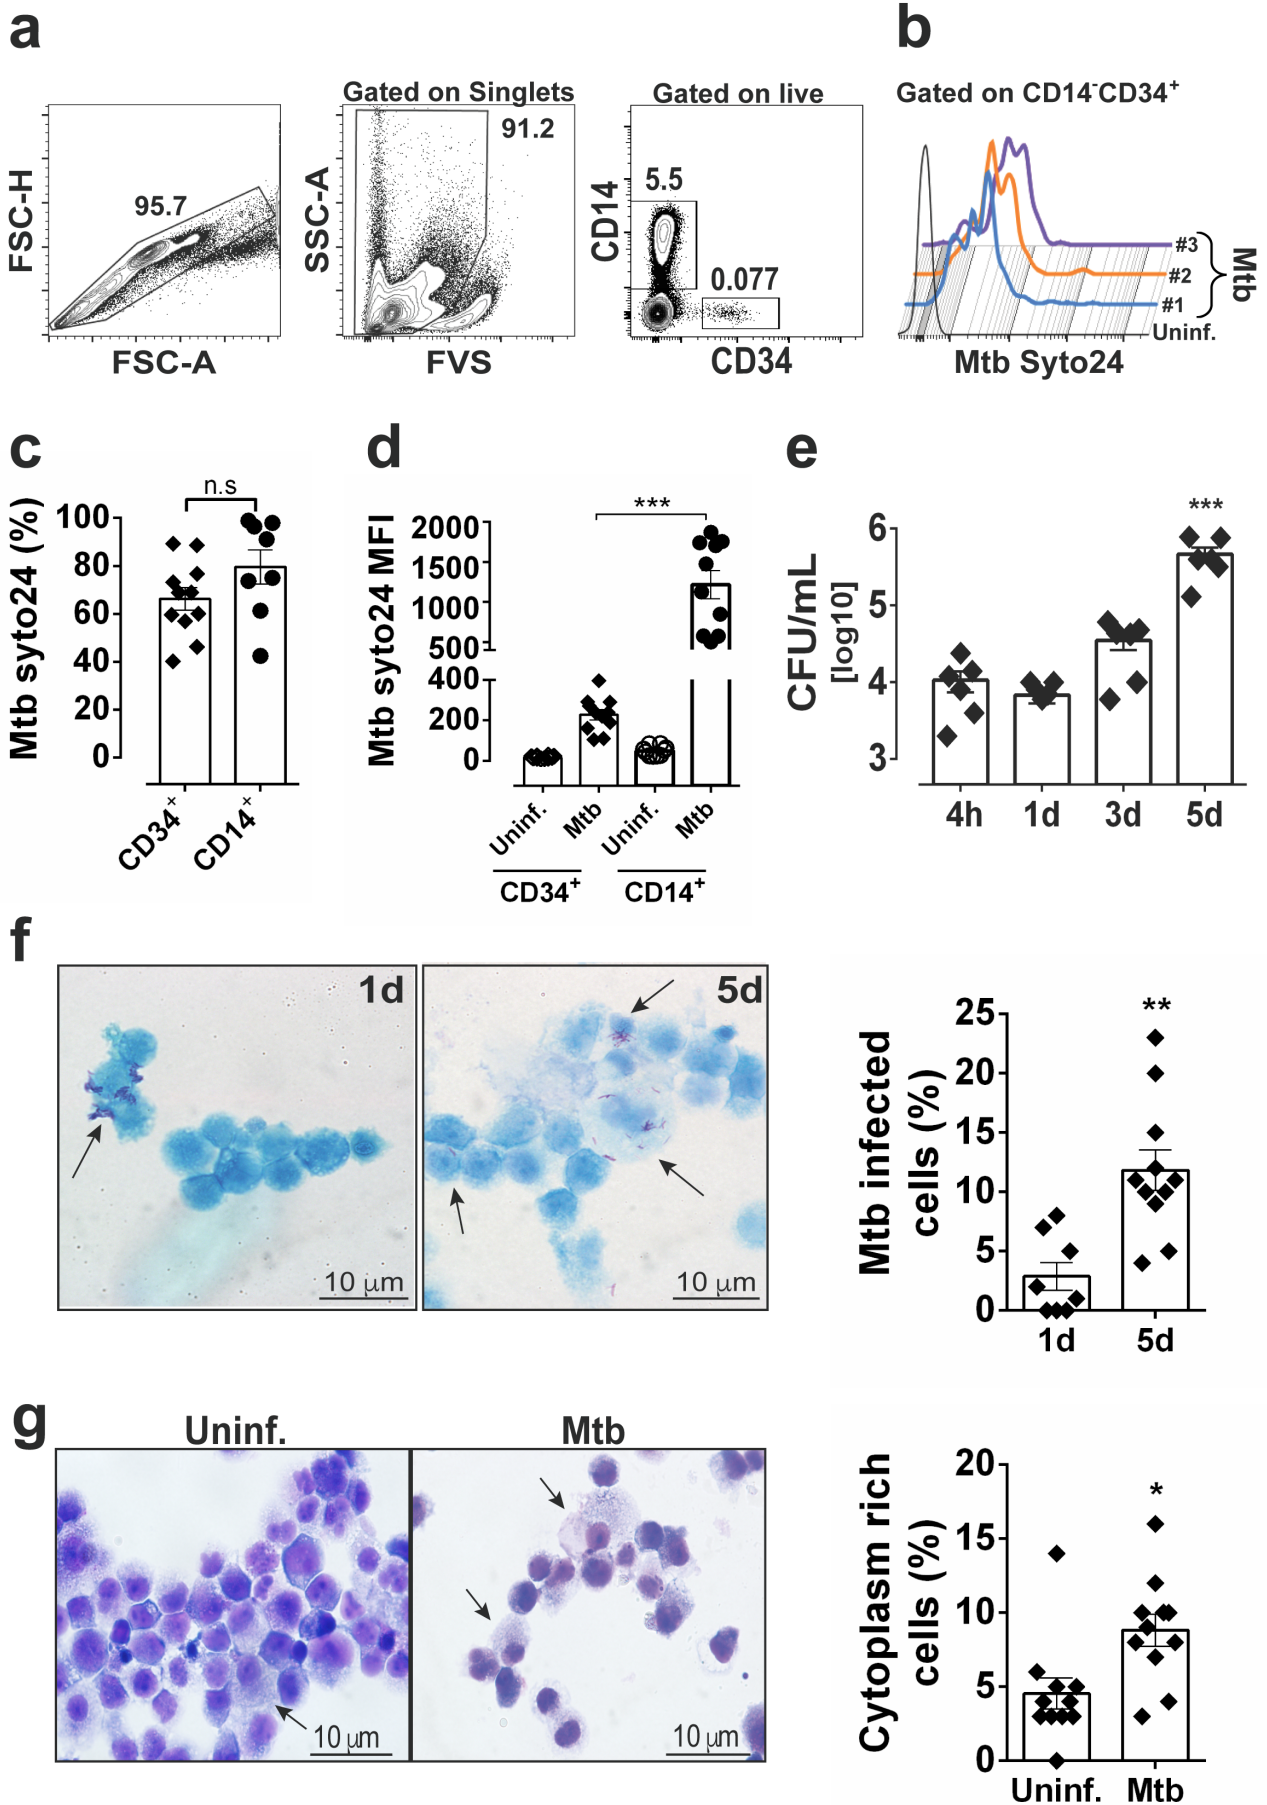 a
b
Gated on Singlets
Gated on live
Gated on CD14-CD34+
FSC-H
95.7
FSC-A
SSC-A
91.2
FVS
CD14
5.5
0.077
CD34
#3
#2
#1
Uninf.
Mtb
Mtb Syto24
c
d
e
Mtb syto24 (%)
n.s
100
80
60
40
20
0
CD34+
CD14+
Mtb syto24 MFI
***
2000
1500
1000
500
400
200
0
Uninf.
Mtb
Uninf.
Mtb
CD34+
CD14+
CFU/mL
[log10]
***
6
5
4
3
4h
1d
3d
5d
f
1d
10 µm
5d
10 µm
Mtb infected
cells (%)
**
25
20
15
10
5
0
1d
5d
g
Uninf.
Mtb
10 µm
10 µm
Cytoplasm rich
cells (%)
*
20
15
10
5
0
Uninf.
Mtb